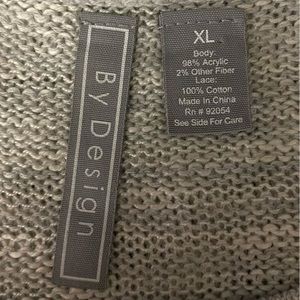 By Design
XL
Body:
98% Acrylic
2% Other Fiber
Lace:
100% Cotton
Made In China
Rn # 92054
See Side For Care